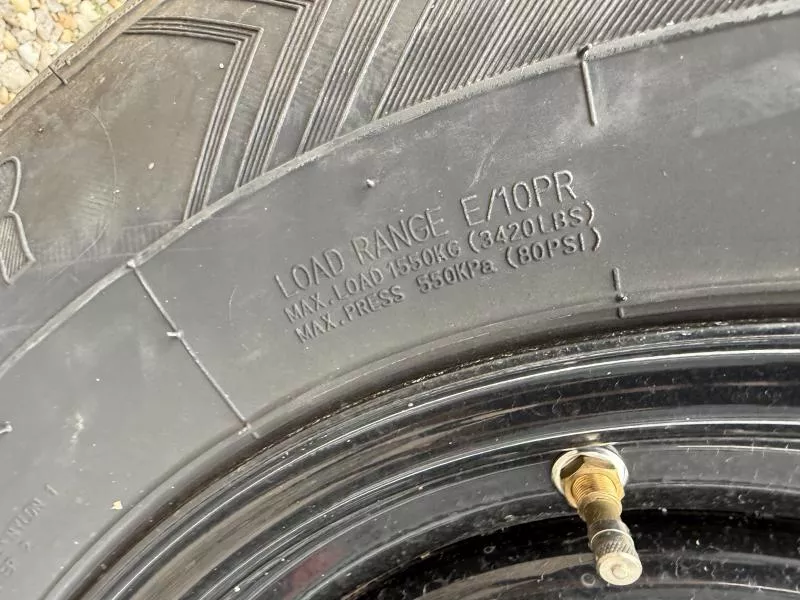 LOAD RANGE E/10PR
MAX.LOAD 1550KG (3420LBS)
MAX.PRESS 550KPa (80PSI)